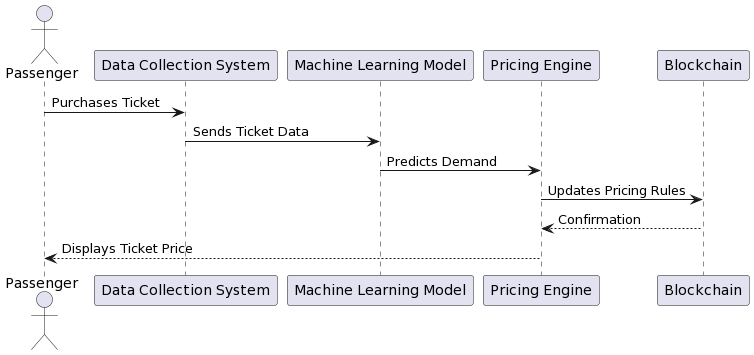 Passenger
Data Collection System
Machine Learning Model
Pricing Engine
Blockchain
Purchases Ticket
Sends Ticket Data
Predicts Demand
Updates Pricing Rules
Confirmation
Displays Ticket Price
Passenger
Data Collection System
Machine Learning Model
Pricing Engine
Blockchain